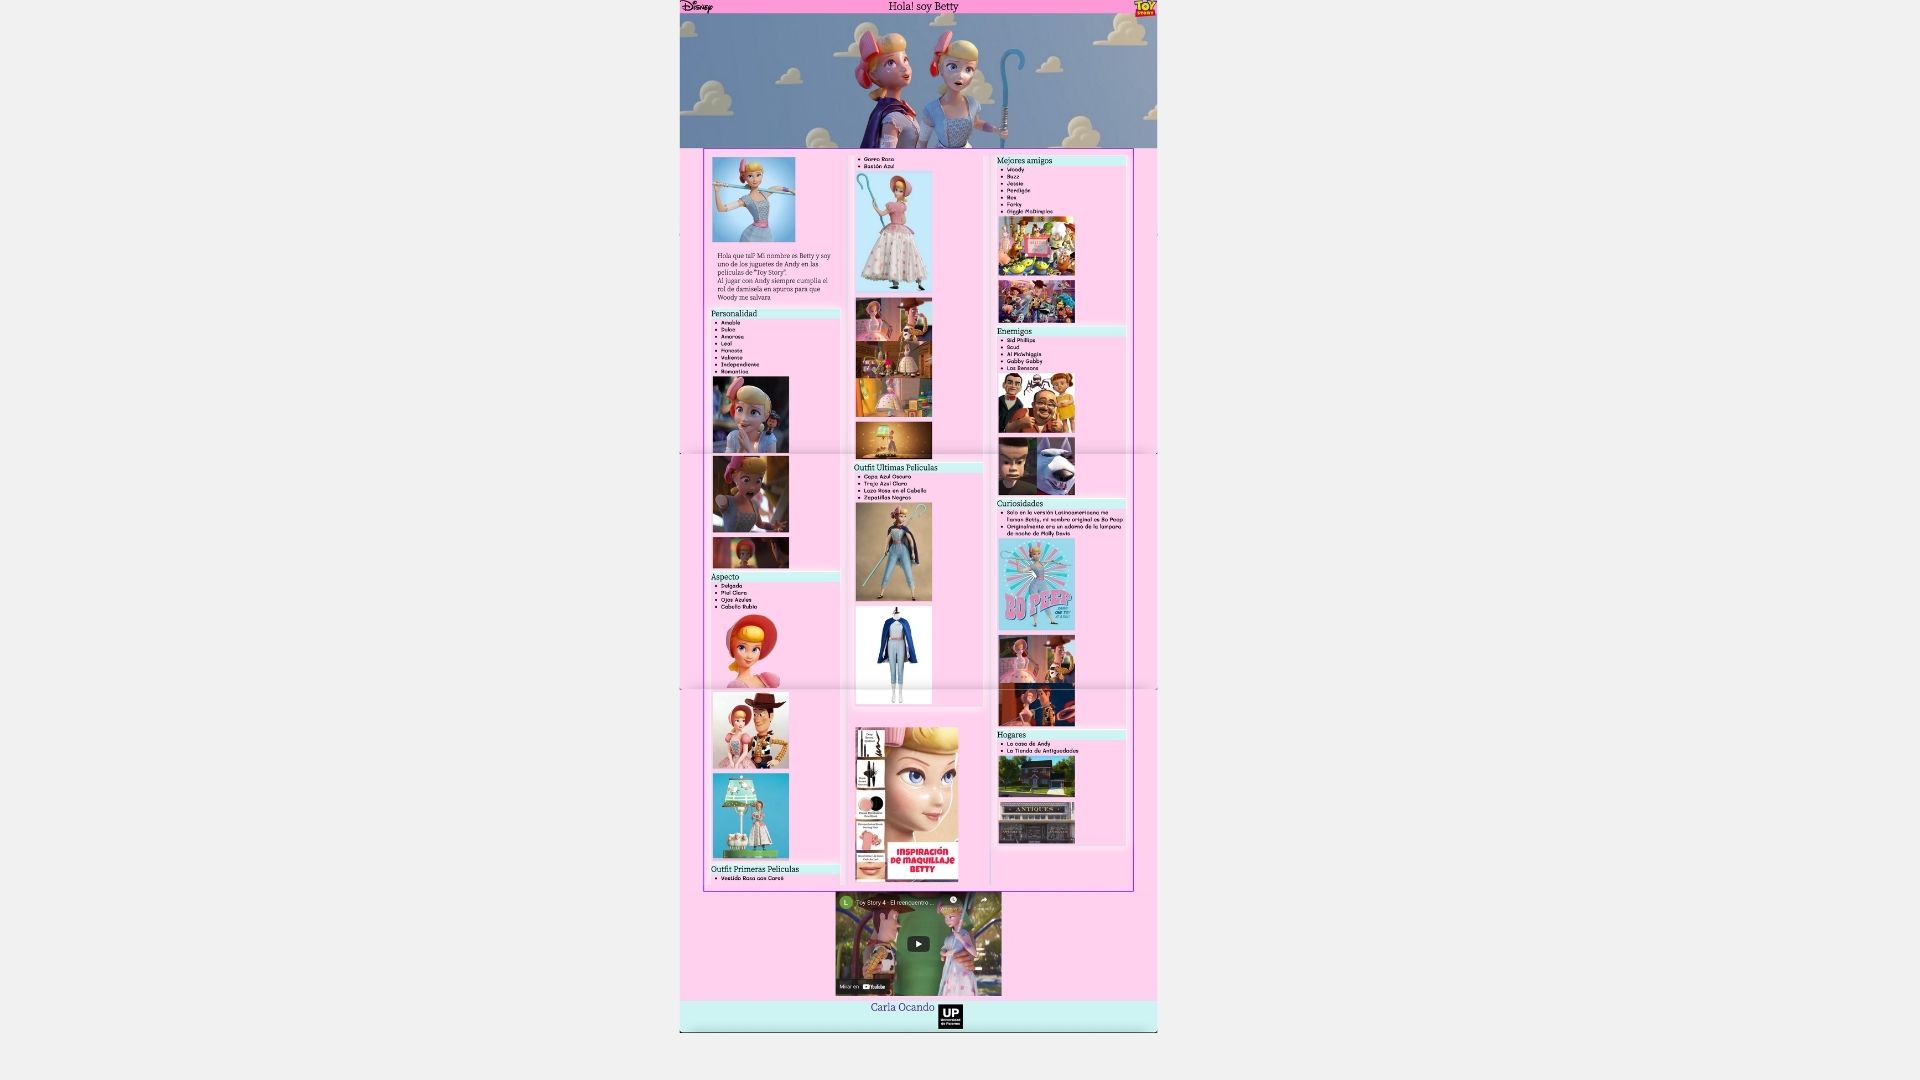 Disney
Hola! soy Betty
TOY
STORY
Hola que tal? Mi nombre es Betty y soy
uno de los juguetes de Andy en las
peliculas de "Toy Story".
Al jugar con Andy siempre cumplia el
rol de damisela en apuros para que
Woody me salvara
Personalidad
Amable
Dulce
Amorosa
Leal
Honesta
Valiente
Independiente
Romantica
Aspecto
Delgada
Piel Clara
Ojos Azules
Cabello Rubio
Outfit Primeras Peliculas
Vestido Rosa con Corsé
Gorro Rosa
Bastón Azul
Outfit Ultimas Peliculas
Capa Azul Oscuro
Traje Azul Claro
Lazo Rosa en el Cabello
Zapatillas Negras
INSPIRACIÓN
DE MAQUILLAJE
BETTY
Mejores amigos
Woody
Buzz
Jessie
Perdigón
Rex
Forky
Giggle McDimples
Enemigos
Sid Phillips
Scud
Al McWhiggin
Gabby Gabby
Los Bensons
Curiosidades
Solo en la versión Latinoamericana me
llaman Betty, mi nombre original es Bo Peep
Originalmente era un adorno de la lampara
de noche de Molly Davis
BO PEEP
Hogares
La casa de Andy
La Tienda de Antiguedades
ANTIQUES
L
Toy Story 4 - El reencuentro ...
Mirar en YouTube
Carla Ocando
UP
Universidad
de Palermo